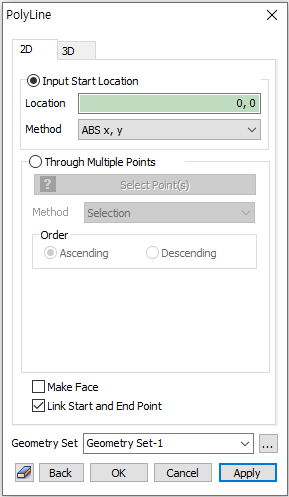 PolyLine
2D 3D
Input Start Location
Location 0, 0
Method ABS x, y
Through Multiple Points
? Select Point(s)
Method Selection
Order
Ascending Descending
Make Face
Link Start and End Point
Geometry Set Geometry Set-1 ...
Back OK Cancel Apply